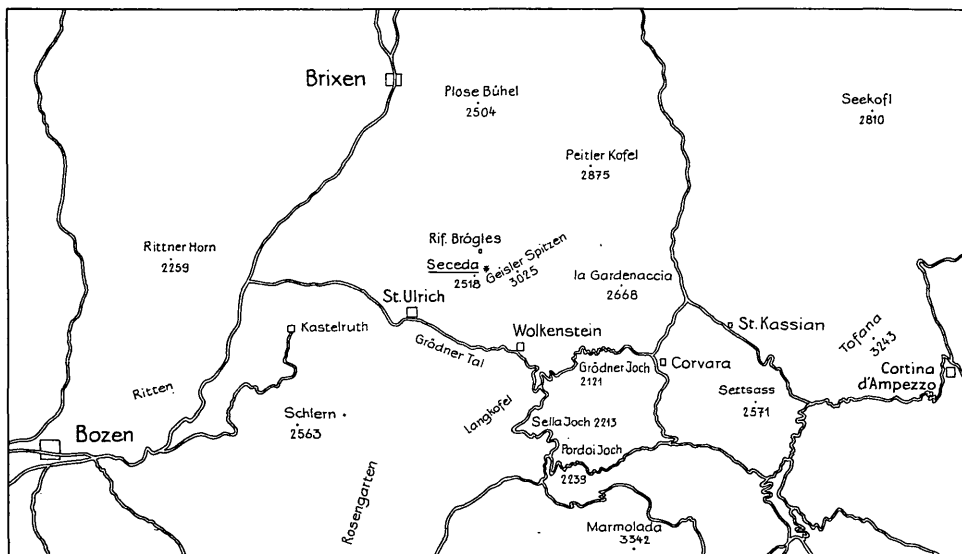 Brixen
Plose Bühel
2504
Seekofl
2810
Peitler Kofel
2875
Rittner Horn
2259
Rif. Brógles
Seceda
2518
Geisler Spitzen
3025
la Gardenaccia
2668
St. Ulrich
Kastelruth
Grödner Tal
Wolkenstein
St. Kassian
Tofana
3243
Grödner Joch
2121
Corvara
Cortina
d'Ampezzo
Ritten
Settsass
2571
Langkofel
Schlern
2563
Sella Joch 2213
Bozen
Pordoi Joch
2239
Rosengarten
Marmolada
3342